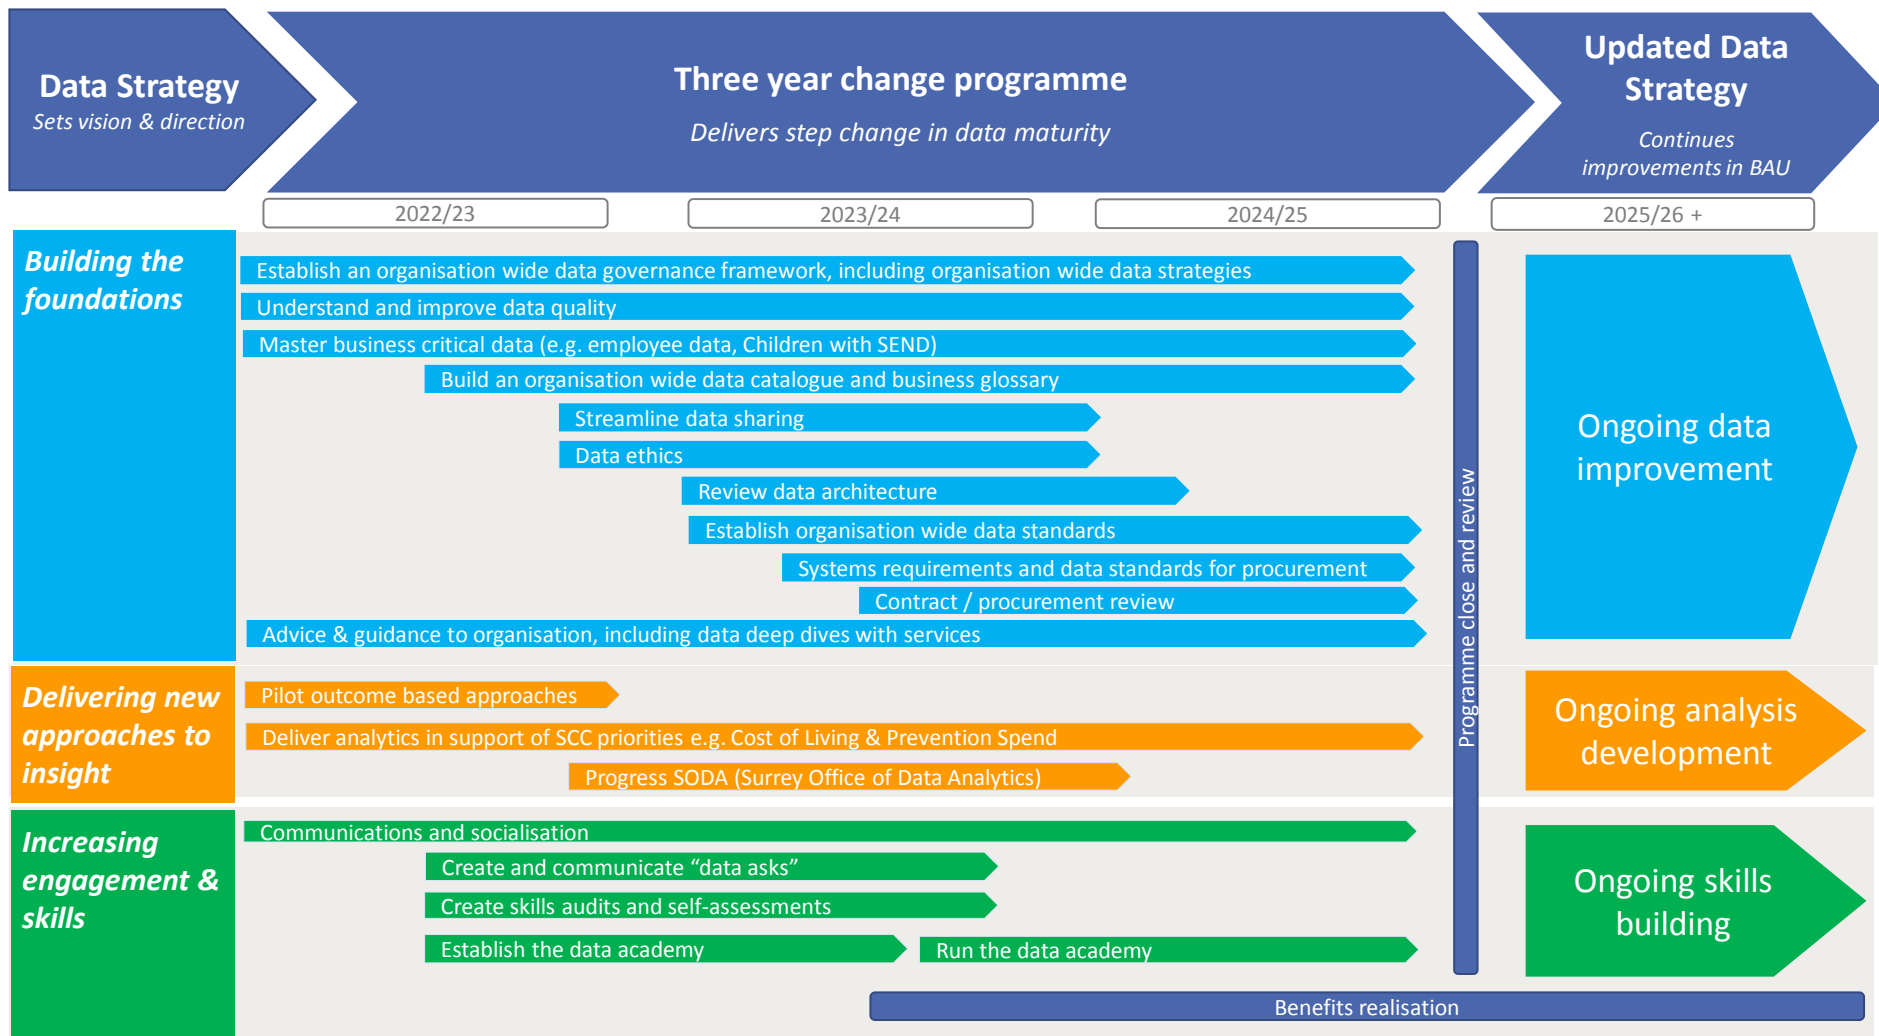 Data Strategy
Sets vision & direction
Three year change programme
Delivers step change in data maturity
Updated Data
Strategy
Continues
improvements in BAU
2022/23
2023/24
2024/25
2025/26 +
Building the
foundations
Establish an organisation wide data governance framework, including organisation wide data strategies
Understand and improve data quality
Master business critical data (e.g. employee data, Children with SEND)
Build an organisation wide data catalogue and business glossary
Streamline data sharing
Data ethics
Review data architecture
Establish organisation wide data standards
Systems requirements and data standards for procurement
Contract / procurement review
Advice & guidance to organisation, including data deep dives with services
Programme close and review
Ongoing data
improvement
Delivering new
approaches to
insight
Pilot outcome based approaches
Deliver analytics in support of SCC priorities e.g. Cost of Living & Prevention Spend
Progress SODA (Surrey Office of Data Analytics)
Ongoing analysis
development
Increasing
engagement &
skills
Communications and socialisation
Create and communicate “data asks”
Create skills audits and self-assessments
Establish the data academy
Run the data academy
Ongoing skills
building
Benefits realisation